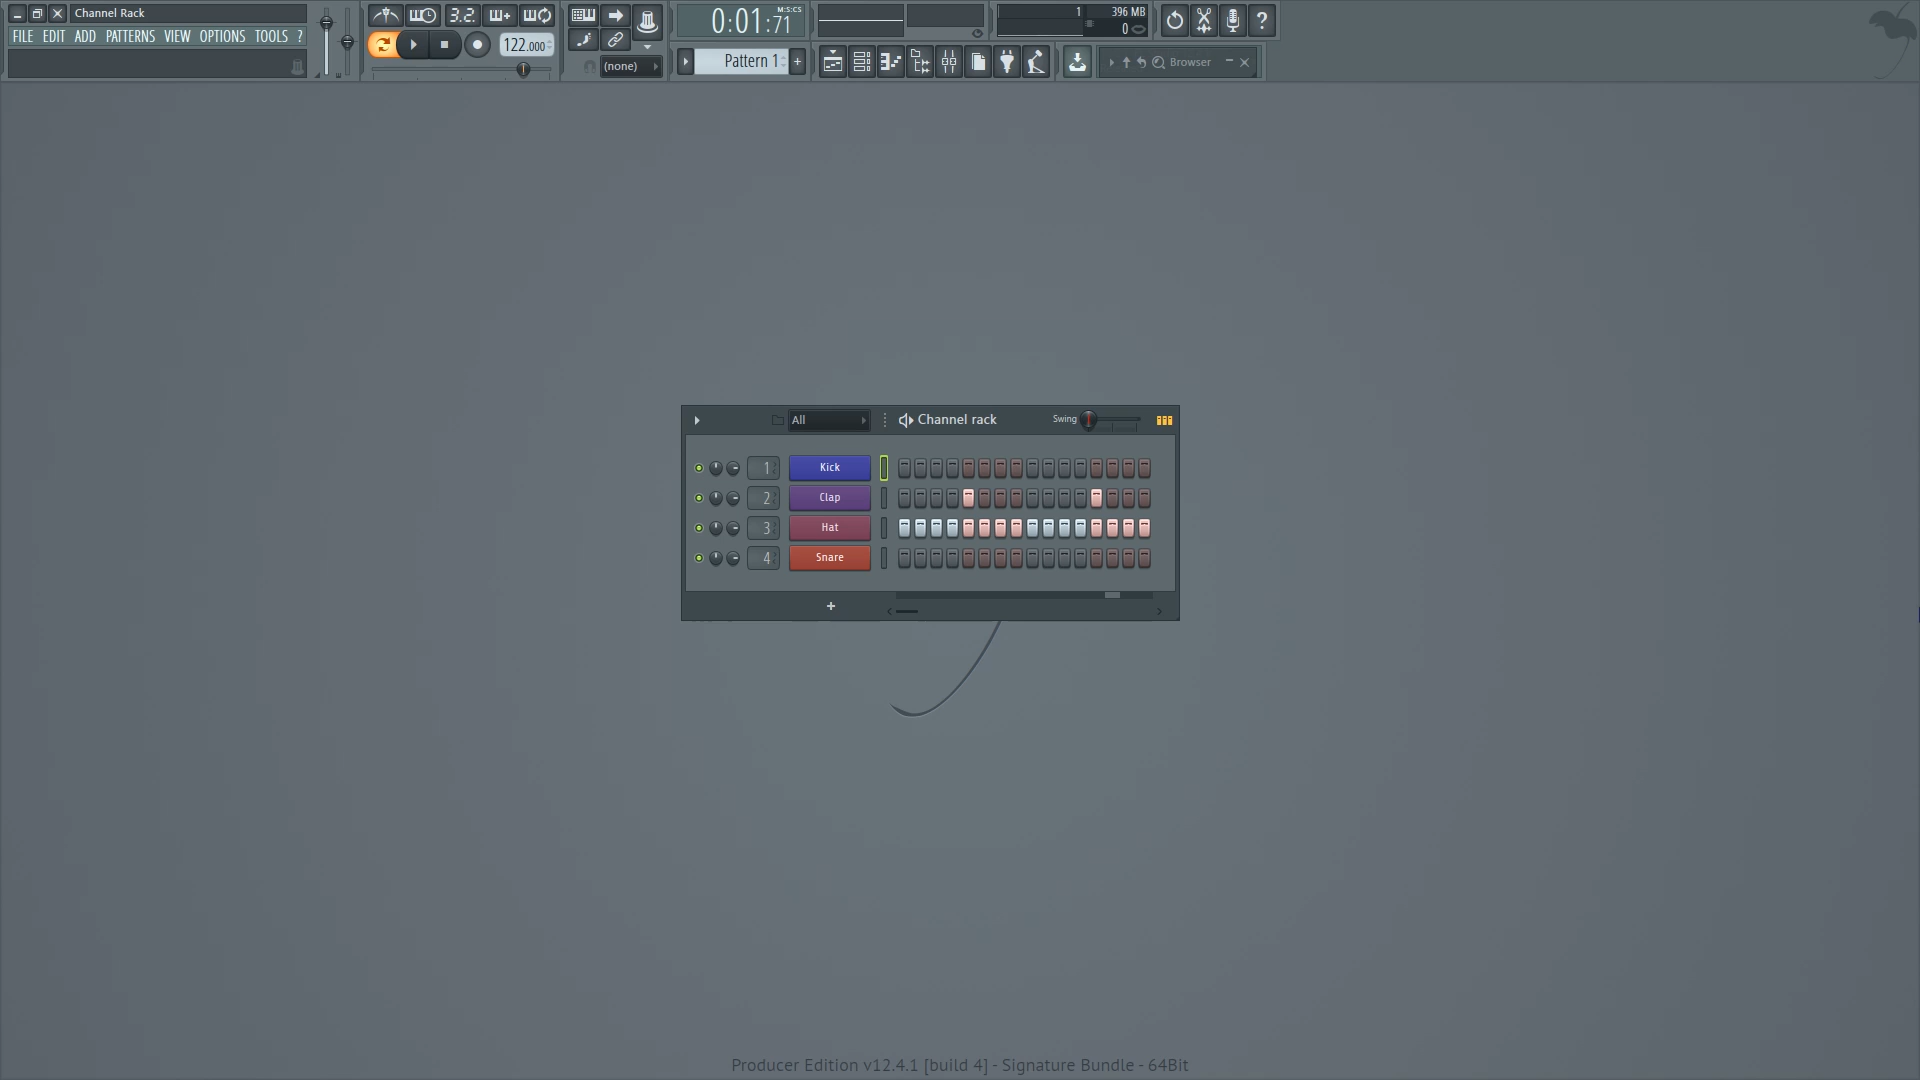 Channel Rack
FILE EDIT ADD PATTERNS VIEW OPTIONS TOOLS ?
3.2.
122.000
(none)
0:01:71
M:S:CS
Pattern 1
+
1
396 MB
0
?
Browser
All
Channel rack
Swing
1 Kick
2 Clap
3 Hat
4 Snare
+
Producer Edition v12.4.1 [build 4] - Signature Bundle - 64Bit